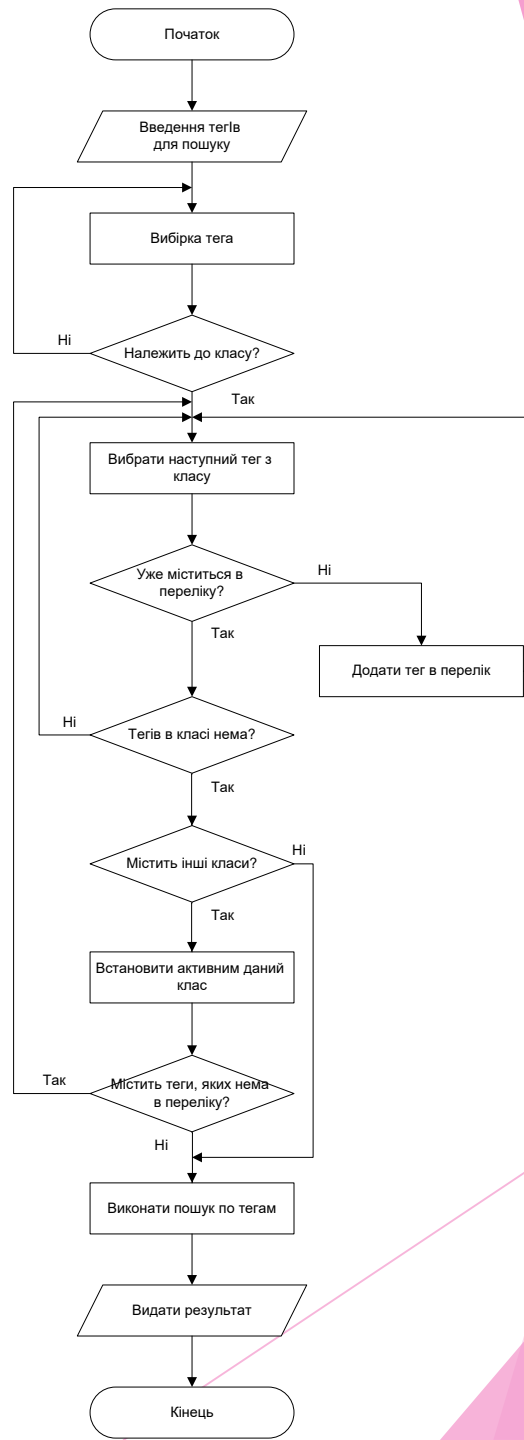 Початок
Введення тегІв
для пошуку
Вибірка тега
Ні
Належить до класу?
Так
Вибрати наступний тег з
класу
Уже міститься в
переліку?
Ні
Так
Додати тег в перелік
Ні
Тегів в класі нема?
Так
Містить інші класи?
Ні
Так
Встановити активним даний
клас
Так
Містить теги, яких нема
в переліку?
Ні
Виконати пошук по тегам
Видати результат
Кінець